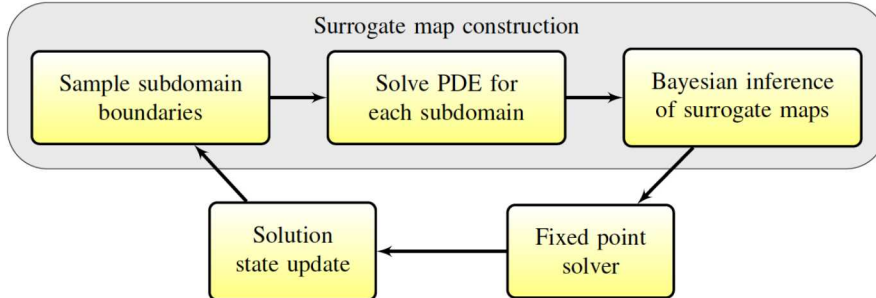 Surrogate map construction
Sample subdomain
boundaries
Solve PDE for
each subdomain
Bayesian inference
of surrogate maps
Solution
state update
Fixed point
solver